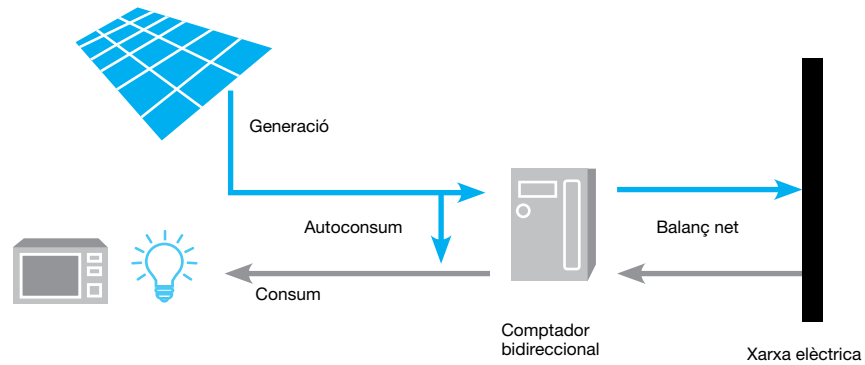 Generació
Autoconsum
Balanç net
Consum
Comptador
bidireccional
Xarxa elèctrica